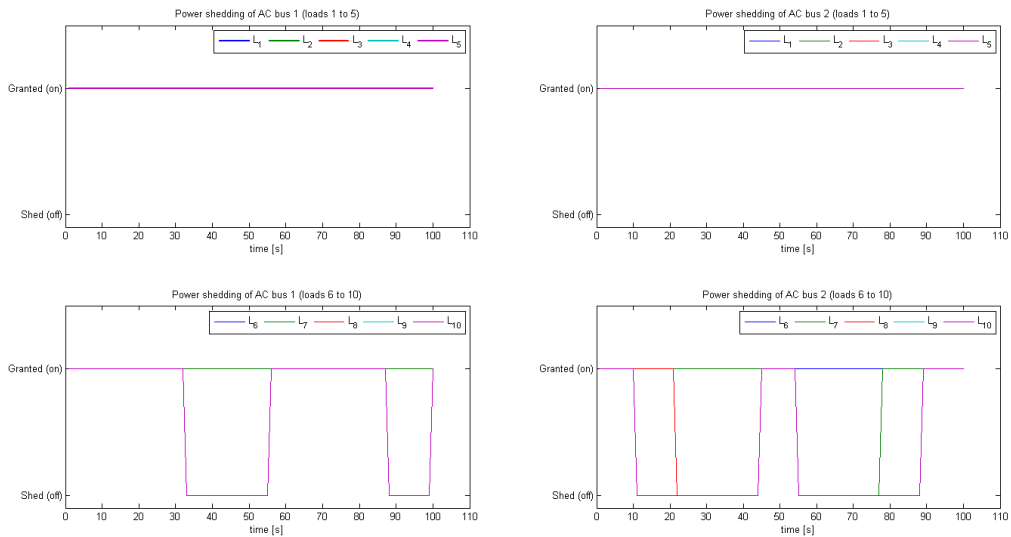 Power shedding of AC bus 1 (loads 1 to 5)
L1 L2 L3 L4 L5
Granted (on)
Shed (off)
0 10 20 30 40 50 60 70 80 90 100 110
time [s]
Power shedding of AC bus 2 (loads 1 to 5)
L1 L2 L3 L4 L5
Granted (on)
Shed (off)
0 10 20 30 40 50 60 70 80 90 100 110
time [s]
Power shedding of AC bus 1 (loads 6 to 10)
L6 L7 L8 L9 L10
Granted (on)
Shed (off)
0 10 20 30 40 50 60 70 80 90 100 110
time [s]
Power shedding of AC bus 2 (loads 6 to 10)
L6 L7 L8 L9 L10
Granted (on)
Shed (off)
0 10 20 30 40 50 60 70 80 90 100 110
time [s]